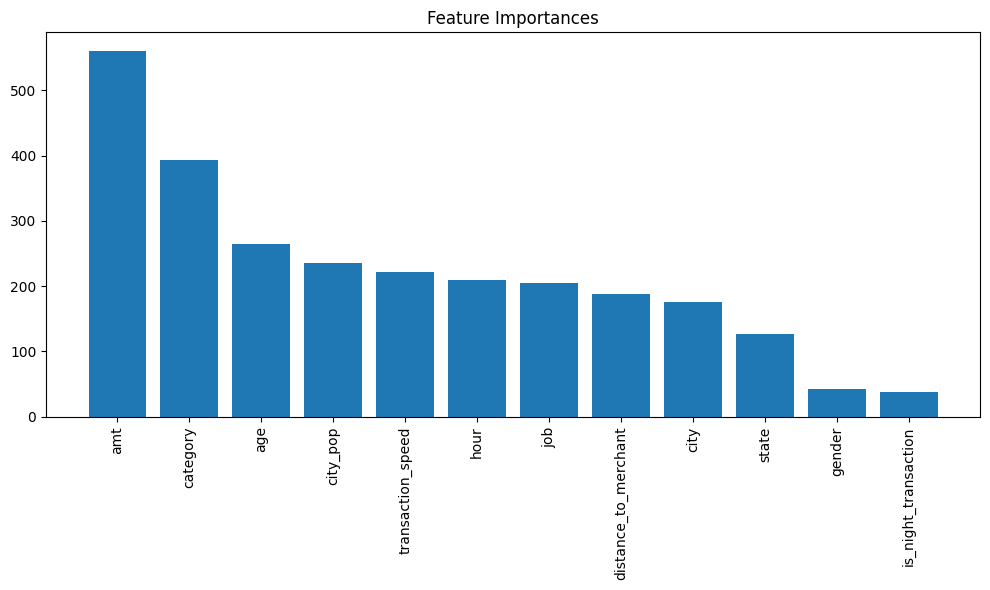 Feature Importances
500
400
300
200
100
0
amt
category
age
city_pop
transaction_speed
hour
job
distance_to_merchant
city
state
gender
is_night_transaction